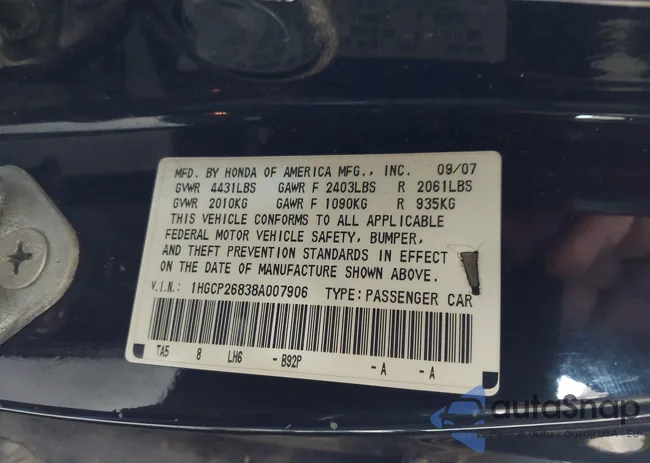 MFD. BY HONDA OF AMERICA MFG., INC. 09/07
GVWR 4431LBS GAWR F 2403LBS R 2061LBS
GVWR 2010KG GAWR F 1090KG R 935KG
THIS VEHICLE CONFORMS TO ALL APPLICABLE
FEDERAL MOTOR VEHICLE SAFETY, BUMPER,
AND THEFT PREVENTION STANDARDS IN EFFECT
ON THE DATE OF MANUFACTURE SHOWN ABOVE.
V.I.N.: 1HGCP26838A007906 TYPE: PASSENGER CAR
TA5 8 LH6 - B92P - A - A
autaSnap